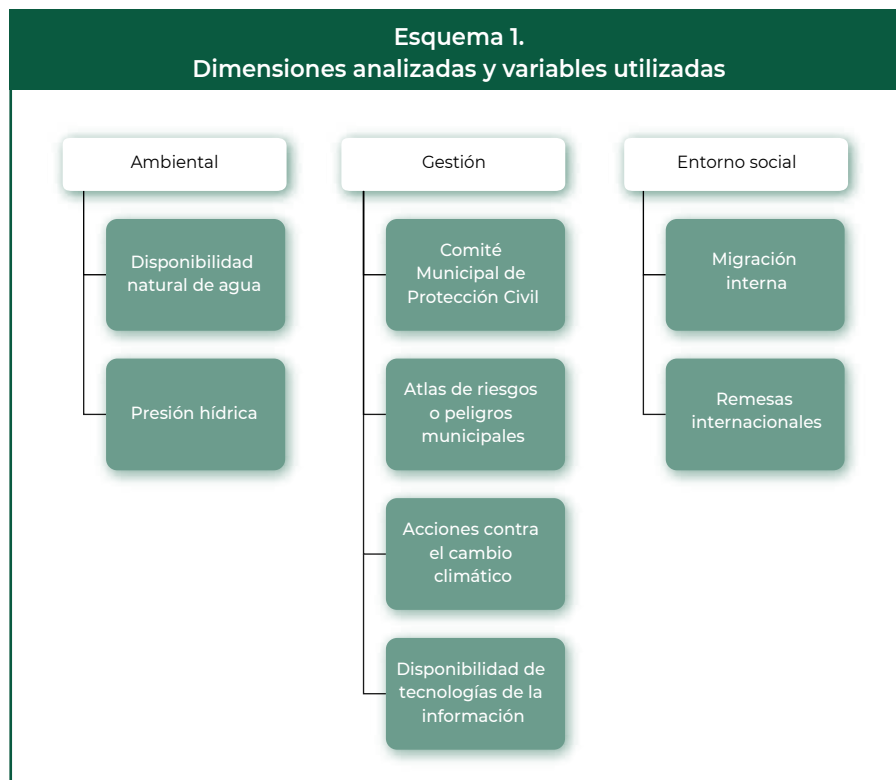 Esquema 1.
Dimensiones analizadas y variables utilizadas
Ambiental
Disponibilidad
natural de agua
Presión hídrica
Gestión
Comité
Municipal de
Protección Civil
Atlas de riesgos
o peligros
municipales
Acciones contra
el cambio
climático
Disponibilidad de
tecnologías de la
información
Entorno social
Migración
interna
Remesas
internacionales